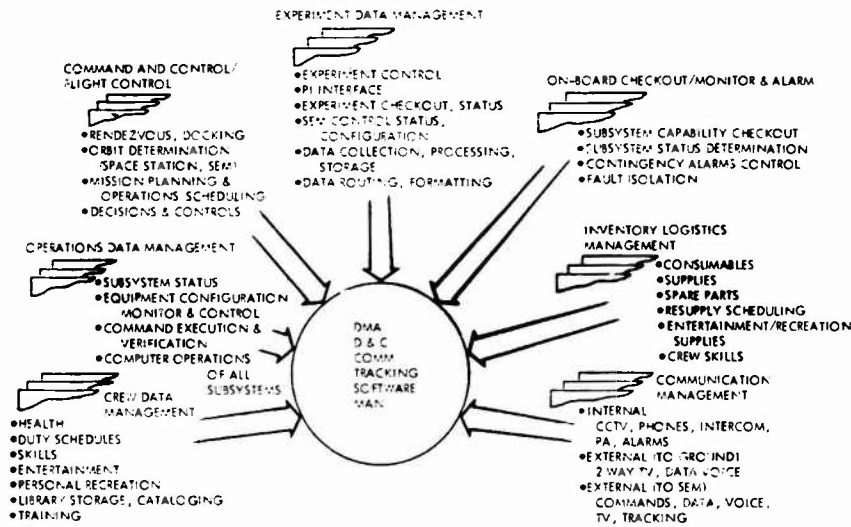 EXPERIMENT DATA MANAGEMENT
•EXPERIMENT CONTROL
•PI INTERFACE
•EXPERIMENT CHECKOUT, STATUS
•SEM CONTROL STATUS,
CONFIGURATION
•DATA COLLECTION, PROCESSING,
STORAGE
•DATA ROUTING, FORMATTING
COMMAND AND CONTROL/
FLIGHT CONTROL
•RENDEZVOUS, DOCKING
•ORBIT DETERMINATION
(SPACE STATION, SEM)
•MISSION PLANNING &
OPERATIONS SCHEDULING
•DECISIONS & CONTROLS
ON-BOARD CHECKOUT/MONITOR & ALARM
•SUBSYSTEM CAPABILITY CHECKOUT
•SUBSYSTEM STATUS DETERMINATION
•CONTINGENCY ALARMS CONTROL
•FAULT ISOLATION
OPERATIONS DATA MANAGEMENT
•SUBSYSTEM STATUS
•EQUIPMENT CONFIGURATION
MONITOR & CONTROL
•COMMAND EXECUTION &
VERIFICATION
•COMPUTER OPERATIONS
OF ALL
SUBSYSTEMS
INVENTORY LOGISTICS
MANAGEMENT
•CONSUMABLES
•SUPPLIES
•SPARE PARTS
•RESUPPLY SCHEDULING
•ENTERTAINMENT/RECREATION
SUPPLIES
•CREW SKILLS
DMA
D & C
COMM
TRACKING
SOFTWARE
MAN
CREW DATA
MANAGEMENT
•HEALTH
•DUTY SCHEDULES
•SKILLS
•ENTERTAINMENT
•PERSONAL RECREATION
•LIBRARY STORAGE, CATALOGING
•TRAINING
COMMUNICATION
MANAGEMENT
•INTERNAL
CCTV, PHONES, INTERCOM,
PA, ALARMS
•EXTERNAL (TO GROUND)
2 WAY TV, DATA VOICE
•EXTERNAL (TO SEM)
COMMANDS, DATA, VOICE,
TV, TRACKING